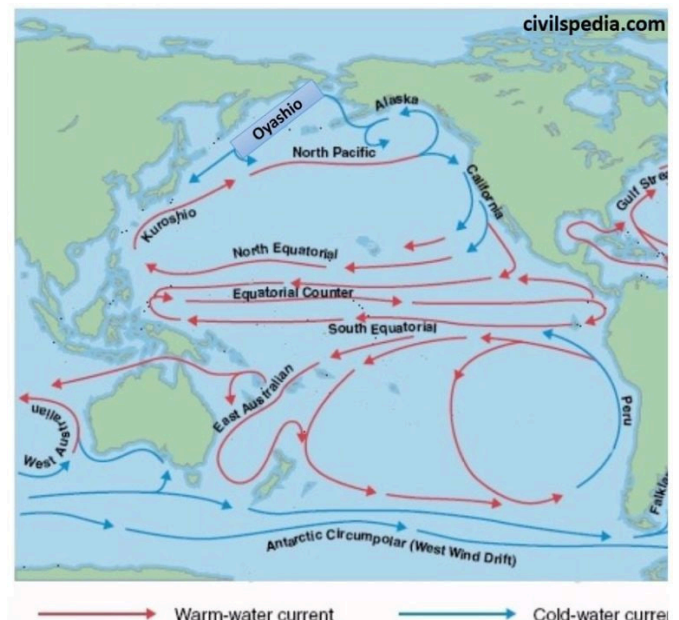 civilspedia.com
Alaska
Oyashio
North Pacific
California
Gulf Stre
Kuroshio
North Equatorial
Equatorial Counter
South Equatorial
East Australian
West Australian
Peru
Falkla
Antarctic Circumpolar (West Wind Drift)
Warm-water current
Cold-water curre